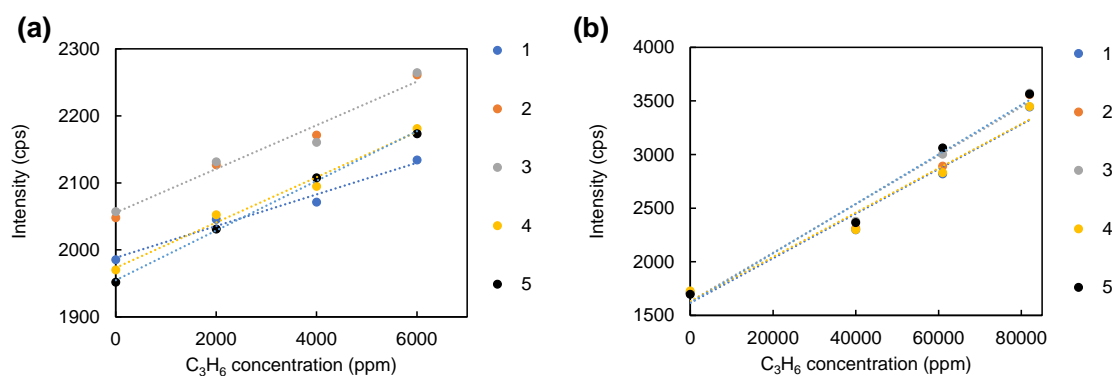 (a)
Intensity (cps)
2300
2200
2100
2000
1900
0 2000 4000 6000
C₃H₆ concentration (ppm)
1
2
3
4
5
(b)
Intensity (cps)
4000
3500
3000
2500
2000
1500
0 20000 40000 60000 80000
C₃H₆ concentration (ppm)
1
2
3
4
5